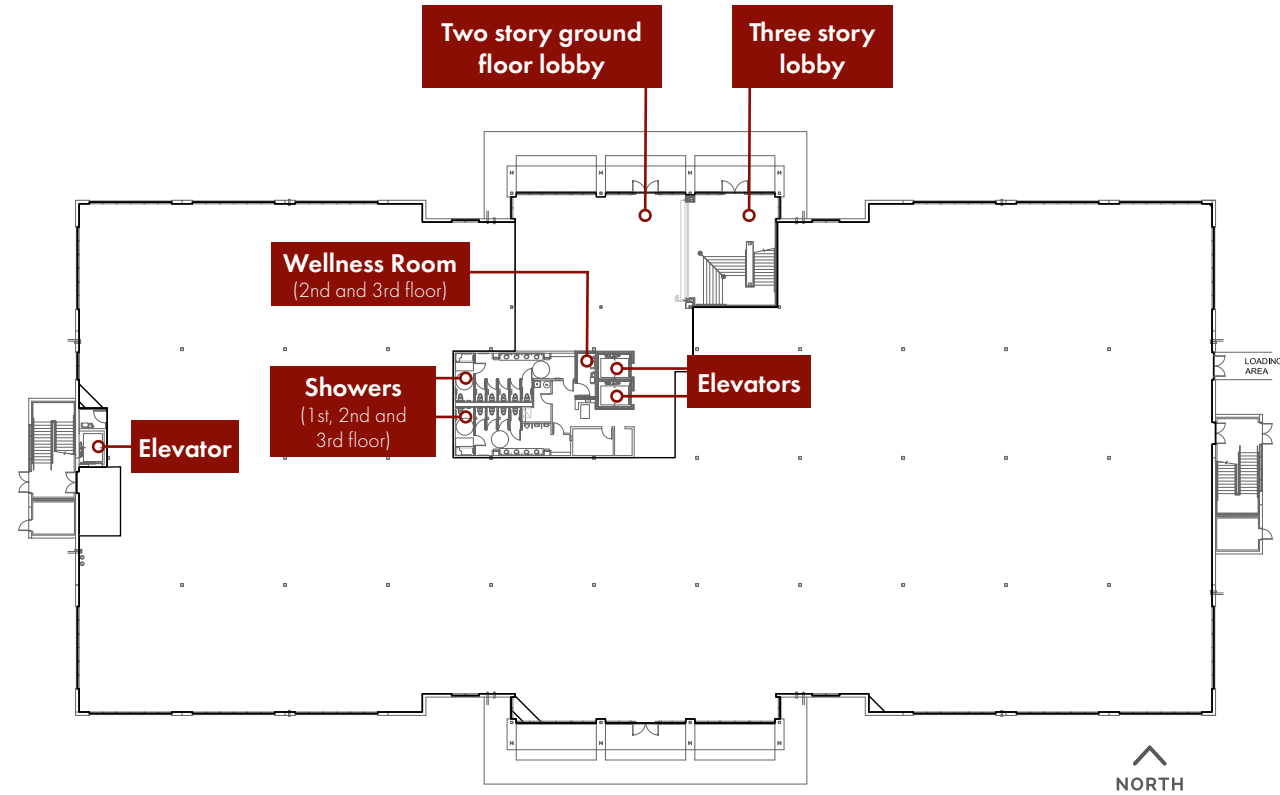 Two story ground
floor lobby
Three story
lobby
Wellness Room
(2nd and 3rd floor)
Showers
(1st, 2nd and
3rd floor)
Elevators
LOADING
AREA
Elevator
NORTH